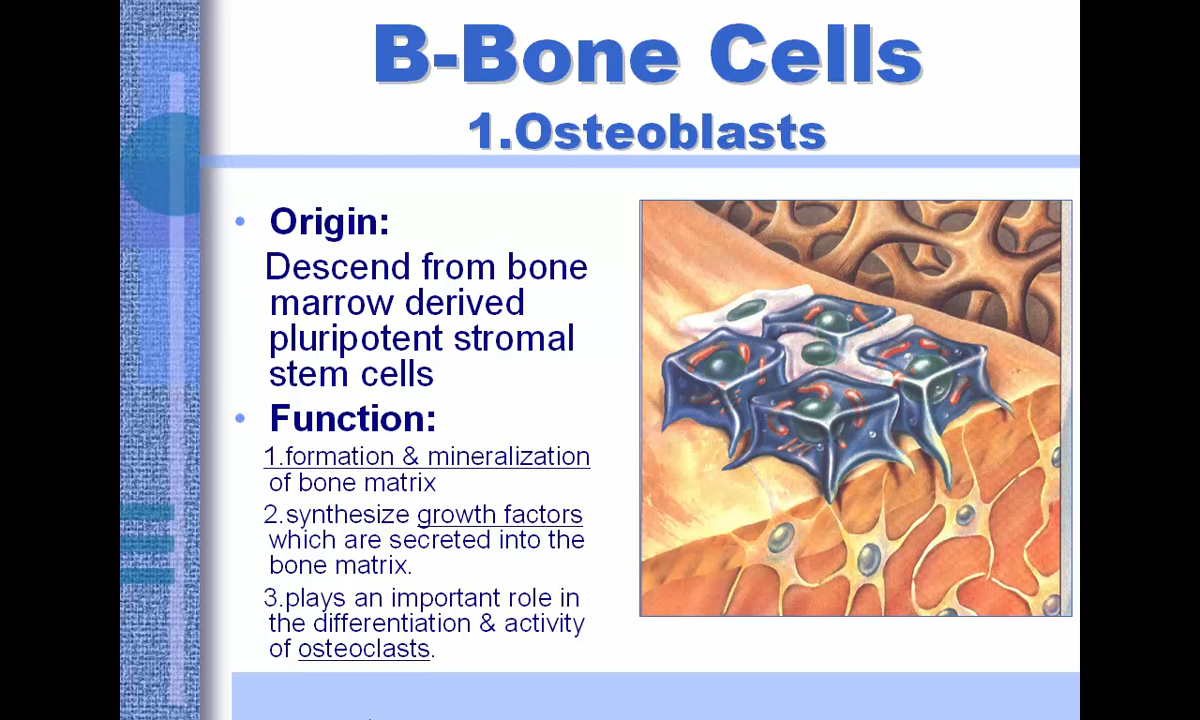 B-Bone Cells
1.Osteoblasts
• Origin:
Descend from bone
marrow derived
pluripotent stromal
stem cells
• Function:
1.formation & mineralization
of bone matrix
2.synthesize growth factors
which are secreted into the
bone matrix.
3.plays an important role in
the differentiation & activity
of osteoclasts.